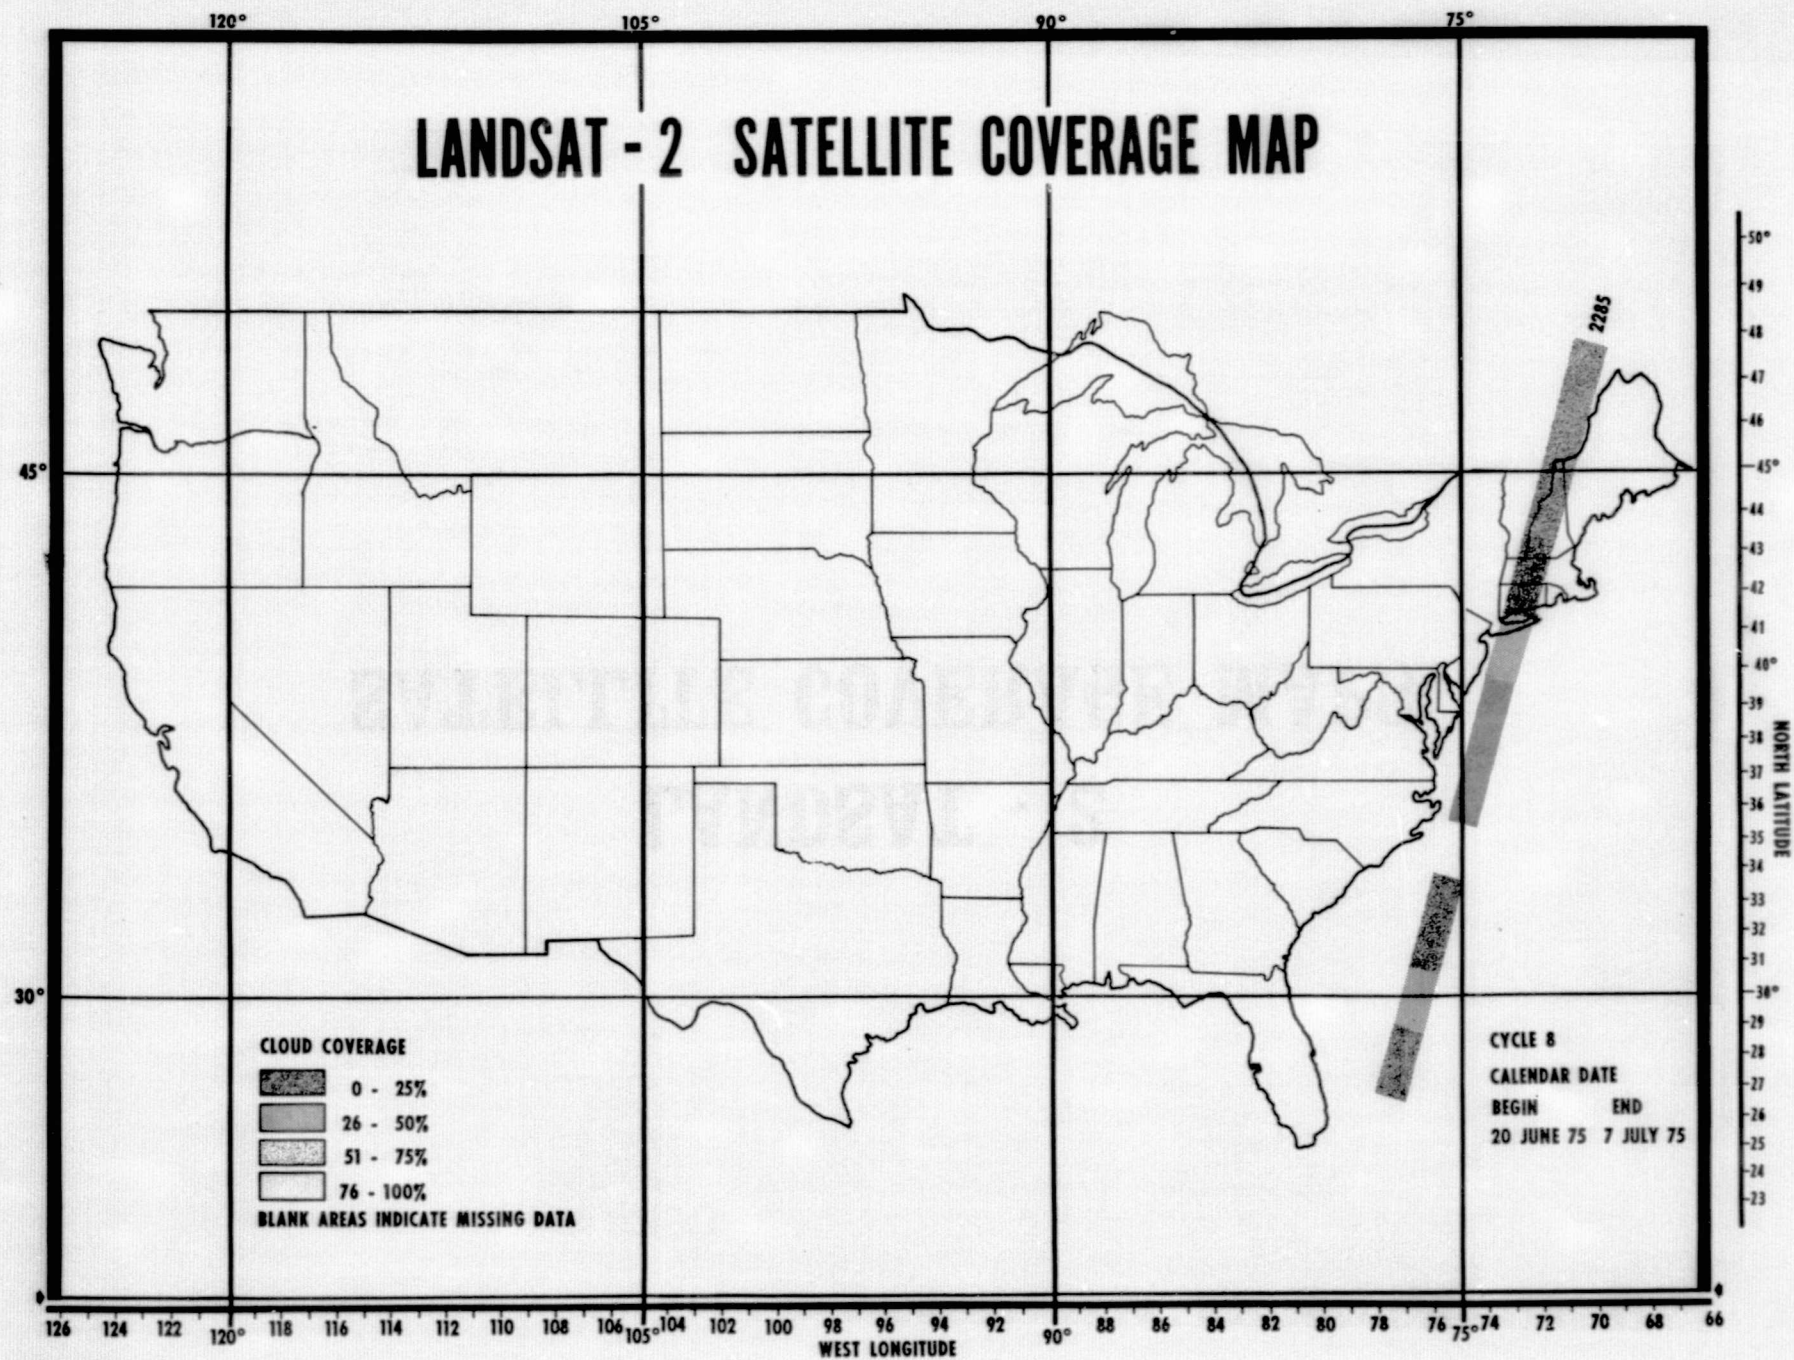 120° 105° 90° 75°
LANDSAT - 2 SATELLITE COVERAGE MAP
50°
49
48
47
46
45°
44
43
42
41
40°
39
38
37
36
35
34
33
32
31
30°
29
28
27
26
25
24
23
NORTH LATITUDE
2285
45°
30°
CLOUD COVERAGE
0 - 25%
26 - 50%
51 - 75%
76 - 100%
BLANK AREAS INDICATE MISSING DATA
CYCLE 8
CALENDAR DATE
BEGIN END
20 JUNE 75 7 JULY 75
126 124 122 120° 118 116 114 112 110 108 106 105° 104 102 100 98 96 94 92 90° 88 86 84 82 80 78 76 75° 74 72 70 68 66
WEST LONGITUDE